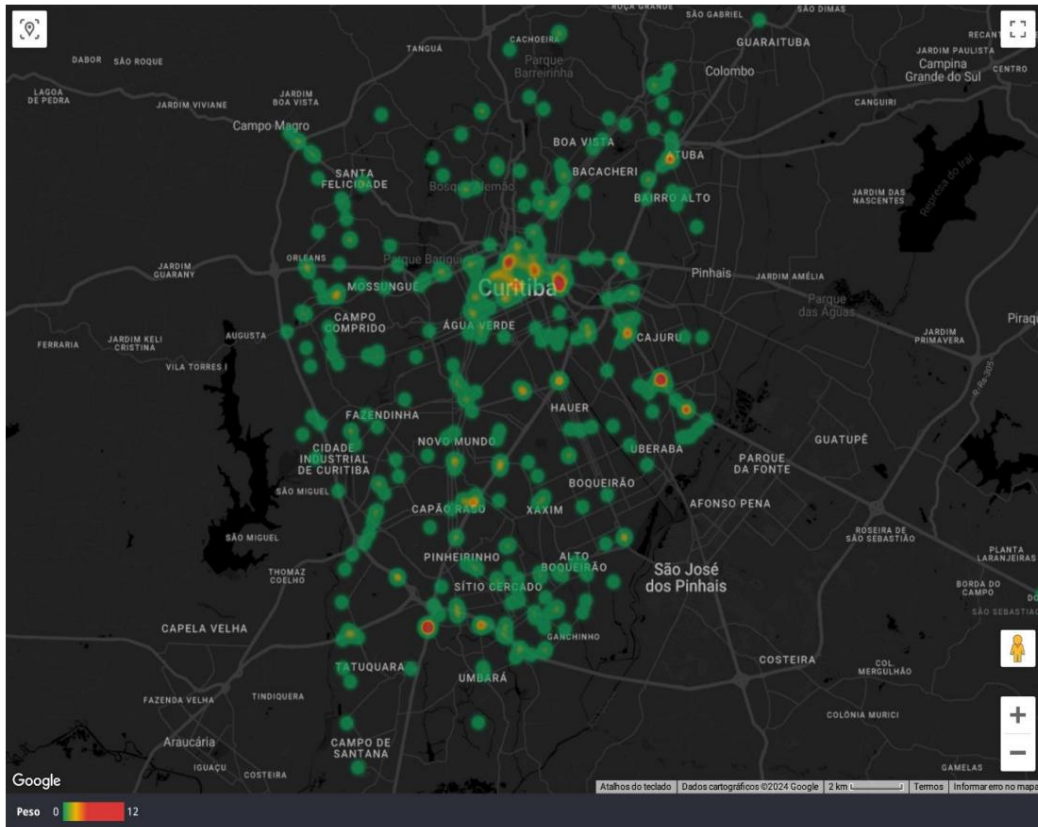 ROÇA GRANDE
SÃO GABRIEL
SÃO DIMAS
CACHOEIRA
TANGUÁ
GUARAITUBA
Parque
Barreirinha
DABOR
SÃO ROQUE
JARDIM PAULISTA
Colombo
Campina
Grande do Sul
CENTRO
LAGOA
DE PEDRA
JARDIM
BOA VISTA
JARDIM VIVIANE
CANGUIRI
Campo Magro
BOA VISTA
ATUBA
SANTA
FELICIDADE
BACACHERI
Bosque Alemão
BAIRRO ALTO
JARDIM DAS
NASCENTES
Represa do Iraí
ORLEANS
Parque Barigui
JARDIM
GUARANY
Pinhais
JARDIM AMÉLIA
MOSSUNGUÊ
Curitiba
Parque
das Águas
CAMPO
COMPRIDO
ÁGUA VERDE
CAJURU
Piraq
AUGUSTA
FERRARIA
JARDIM KELI
CRISTINA
JARDIM
PRIMAVERA
VILA TORRES I
HAUER
FAZENDINHA
NOVO MUNDO
UBERABA
GUATUPÊ
CIDADE
INDUSTRIAL
DE CURITIBA
PARQUE
DA FONTE
SÃO MIGUEL
BOQUEIRÃO
AFONSO PENA
CAPÃO RASO
XAXIM
SÃO MIGUEL
ROSEIRA DE
SÃO SEBASTIÃO
PINHEIRINHO
ALTO
BOQUEIRÃO
PLANTA
LARANJEIRAS
THOMAZ
COELHO
São José
dos Pinhais
SÍTIO CERCADO
BORDA DO
CAMPO
SÃO SEBASTIÃ
CAPELA VELHA
GANCHINHO
COSTEIRA
TATUQUARA
UMBARÁ
COL.
MERGULHÃO
FAZENDA VELHA
TINDIQUERA
COLÔNIA MURICI
Araucária
CAMPO DE
SANTANA
IGUAÇU
COSTEIRA
GAMELAS
Google
Atalhos do teclado
Dados cartográficos ©2024 Google
2 km
Termos
Informar erro no mapa
Peso 0 12